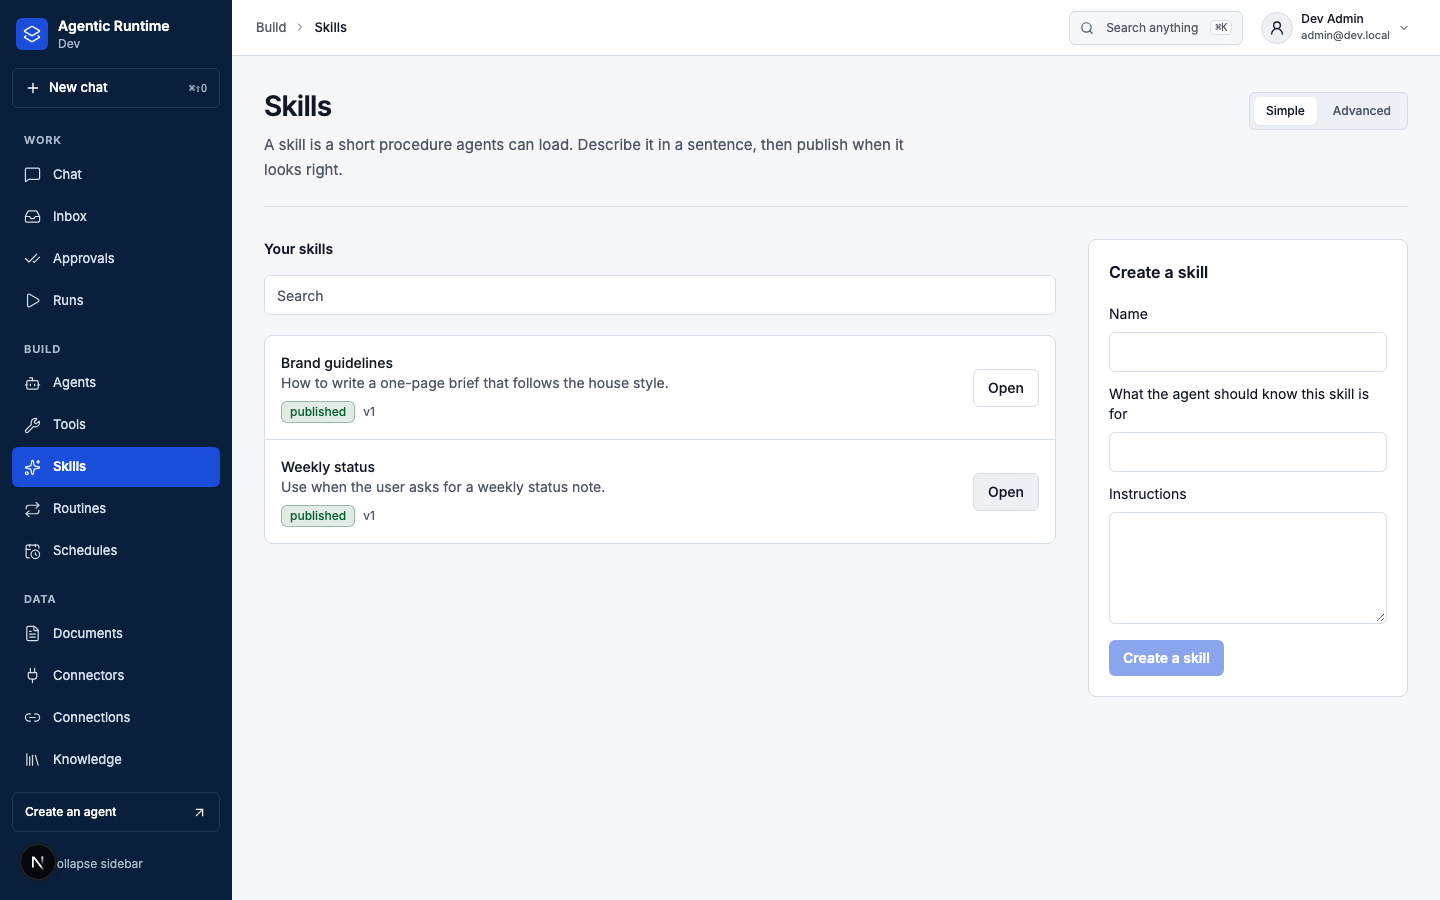 Agentic Runtime
Dev
New chat
⌘⇧O
WORK
Chat
Inbox
Approvals
Runs
BUILD
Agents
Tools
Skills
Routines
Schedules
DATA
Documents
Connectors
Connections
Knowledge
Create an agent
N
ollapse sidebar
Build > Skills
Search anything ⌘K
Dev Admin
admin@dev.local
Skills
A skill is a short procedure agents can load. Describe it in a sentence, then publish when it
looks right.
Simple Advanced
Your skills
Search
Brand guidelines
How to write a one-page brief that follows the house style.
published v1
Open
Weekly status
Use when the user asks for a weekly status note.
published v1
Open
Create a skill
Name
What the agent should know this skill is
for
Instructions
Create a skill